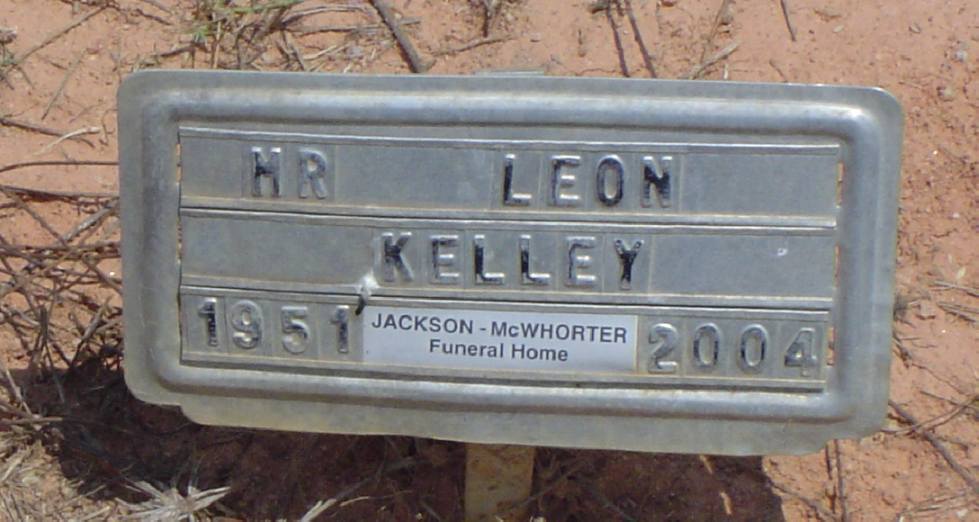 MR LEON
KELLEY
1951 JACKSON - McWHORTER 2004
Funeral Home